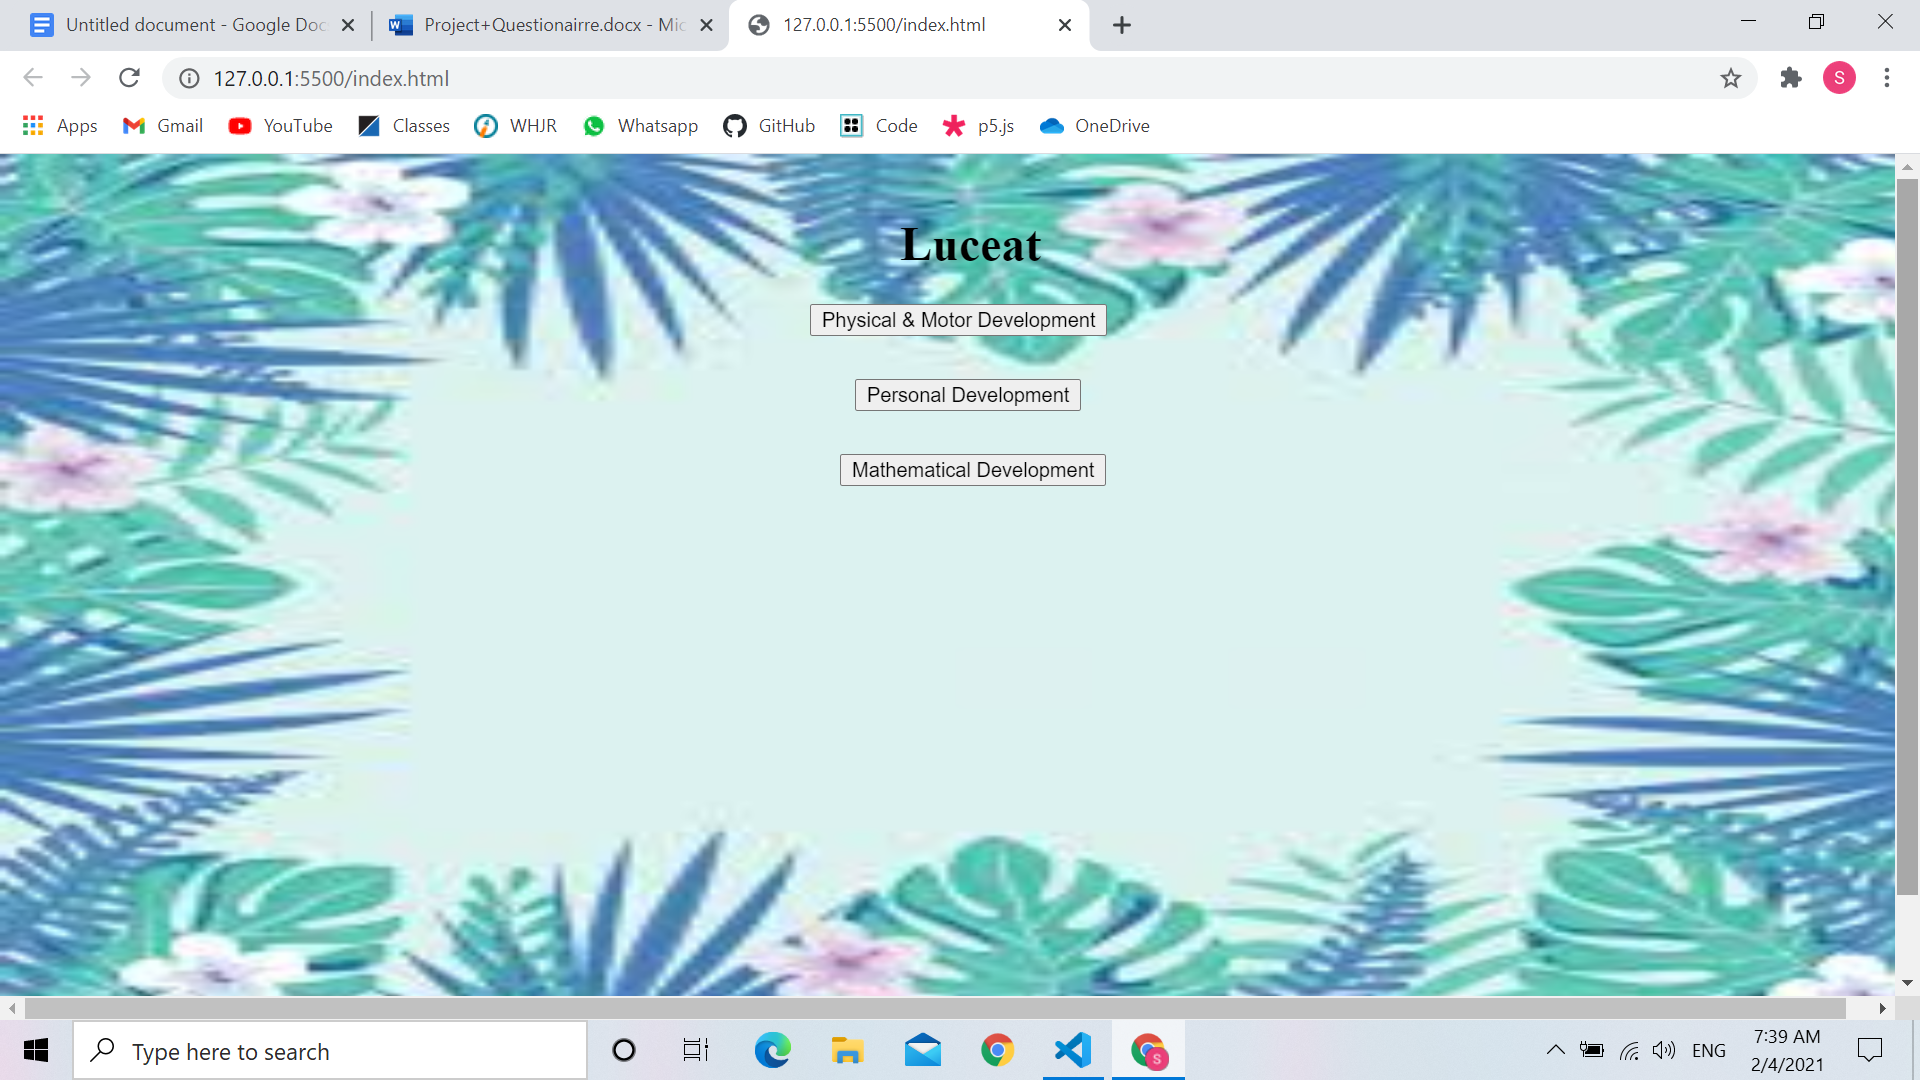 Untitled document - Google Doc
Project+Questionairre.docx - Mic
127.0.0.1:5500/index.html
127.0.0.1:5500/index.html
S
Apps
Gmail
YouTube
Classes
WHJR
Whatsapp
GitHub
Code
p5.js
OneDrive
Luceat
Physical & Motor Development
Personal Development
Mathematical Development
Type here to search
S
ENG
7:39 AM
2/4/2021